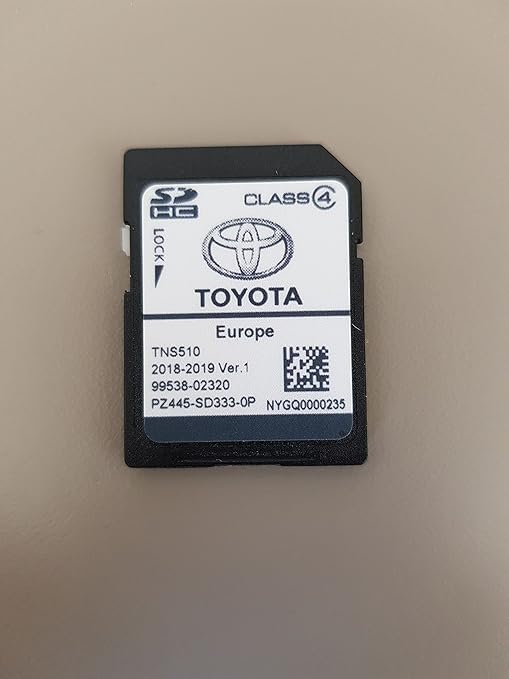 SD HC
CLASS 4
LOCK
TOYOTA
Europe
TNS510
2018-2019 Ver.1
99538-02320
PZ445-SD333-0P
NYGQ0000235